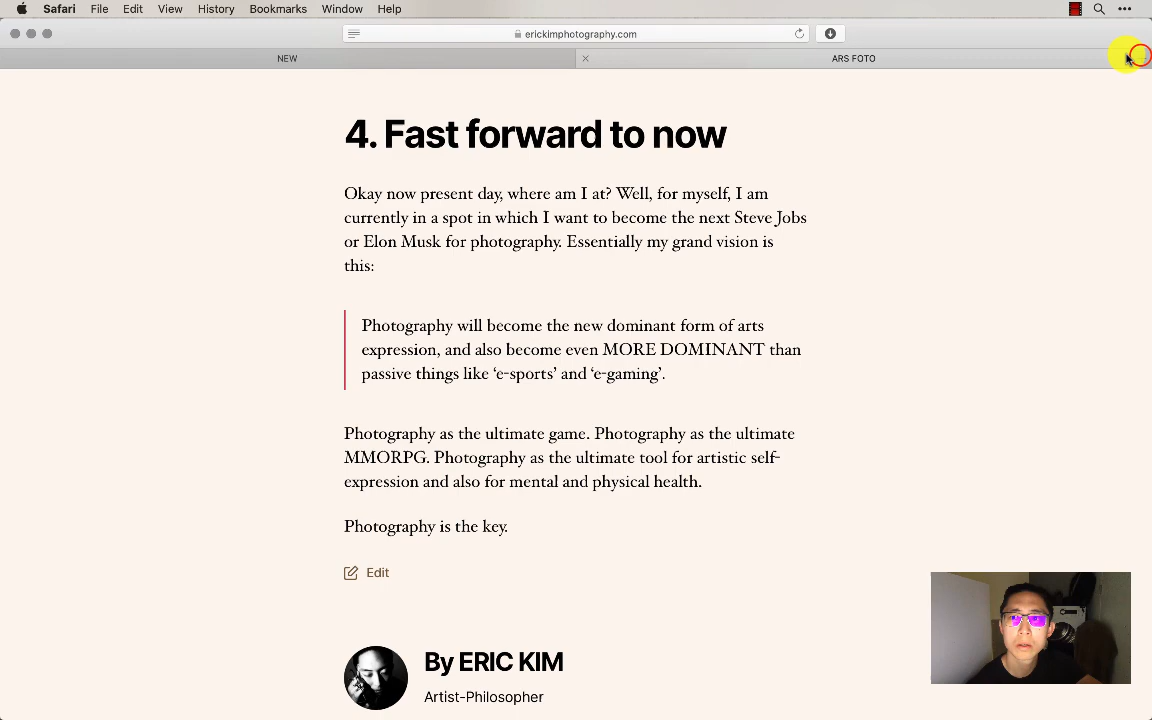 Safari File Edit View History Bookmarks Window Help
erickimphotography.com
NEW
ARS FOTO
4. Fast forward to now
Okay now present day, where am I at? Well, for myself, I am
currently in a spot in which I want to become the next Steve Jobs
or Elon Musk for photography. Essentially my grand vision is
this:
Photography will become the new dominant form of arts
expression, and also become even MORE DOMINANT than
passive things like ‘e-sports’ and ‘e-gaming’.
Photography as the ultimate game. Photography as the ultimate
MMORPG. Photography as the ultimate tool for artistic self-
expression and also for mental and physical health.
Photography is the key.
Edit
By ERIC KIM
Artist-Philosopher